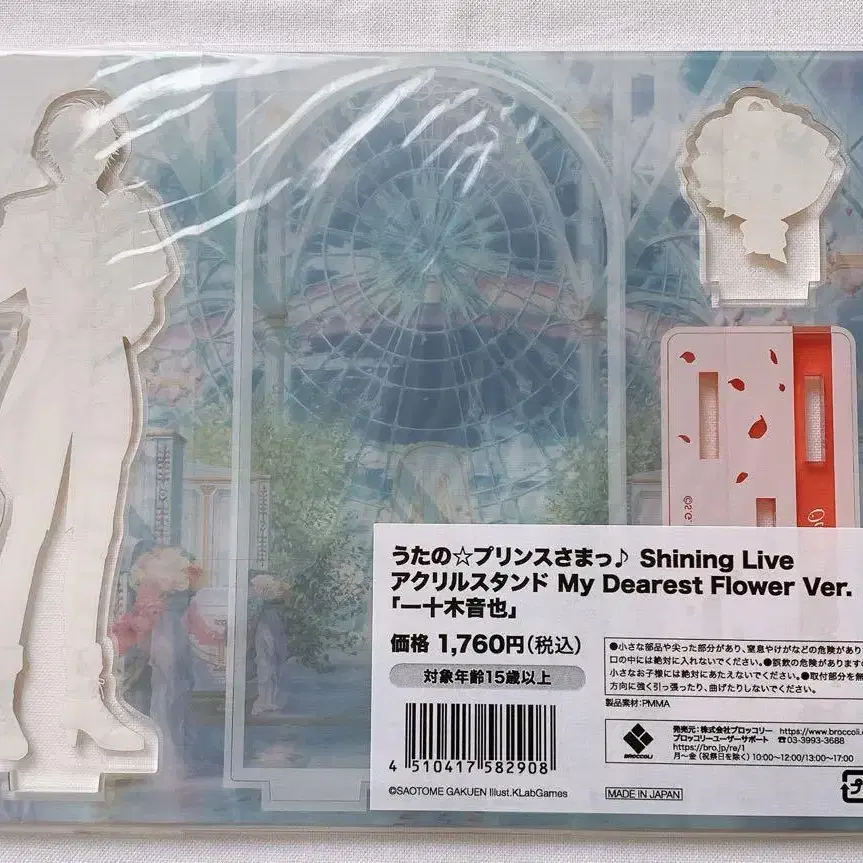 うたの☆プリンスさまっ♪ Shining Live
アクリルスタンド My Dearest Flower Ver.
「一十木音也」
価格 1,760円(税込)
対象年齢15歳以上
●小さな部品や尖った部分があり、窒息やけがなどの危険があり
口の中には絶対に入れないでください。●誤飲の危険があります
小さなお子様には絶対にあたえないでください。●取付部分を無
方向に強く引っ張ったり、曲げたりしないでください。
製品素材:PMMA
BROCCOLI
発売元:株式会社ブロッコリー https://www.broccoli.
ブロッコリーユーザーサポート ☎03-3993-3688
https://bro.jp/re/1
月～金(祝祭日を除く)10:00～12:00/13:00～17:00
4 510417 582908
©SAOTOME GAKUEN Illust.KLabGames
MADE IN JAPAN
プ